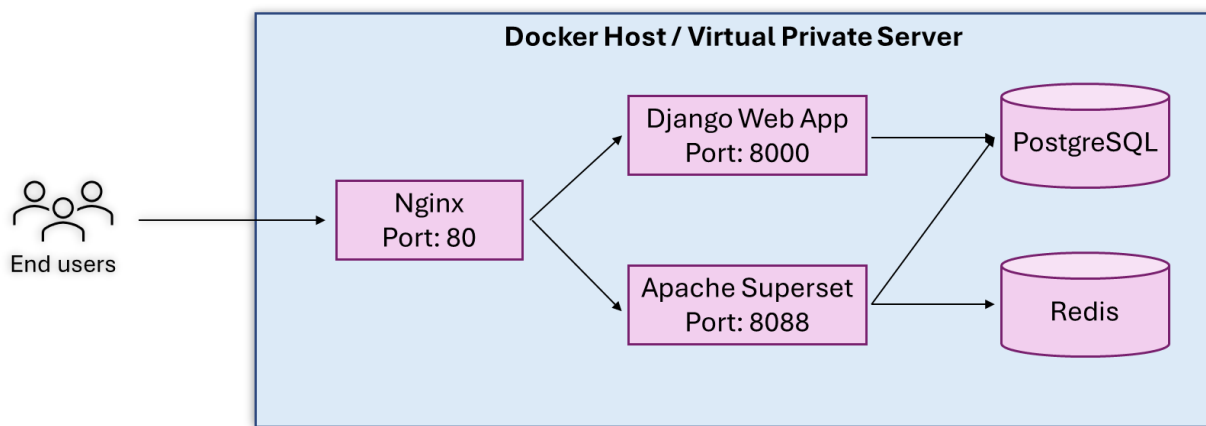 Docker Host / Virtual Private Server
Django Web App
Port: 8000
PostgreSQL
Nginx
Port: 80
End users
Apache Superset
Port: 8088
Redis